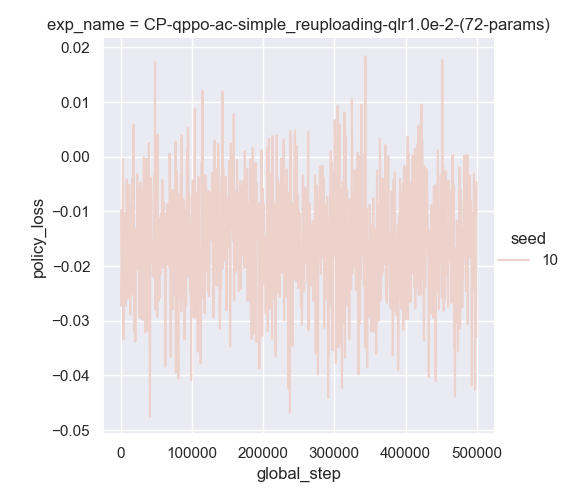 exp_name = CP-qppo-ac-simple_reuploading-qlr1.0e-2-(72-params)
0.02
0.01
0.00
−0.01
−0.02
−0.03
−0.04
−0.05
policy_loss
seed
10
0 100000 200000 300000 400000 500000
global_step